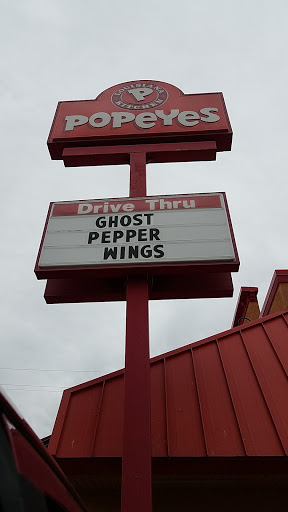 LOUISIANA
P
KITCHEN
POPEYES
Drive Thru
GHOST
PEPPER
WINGS